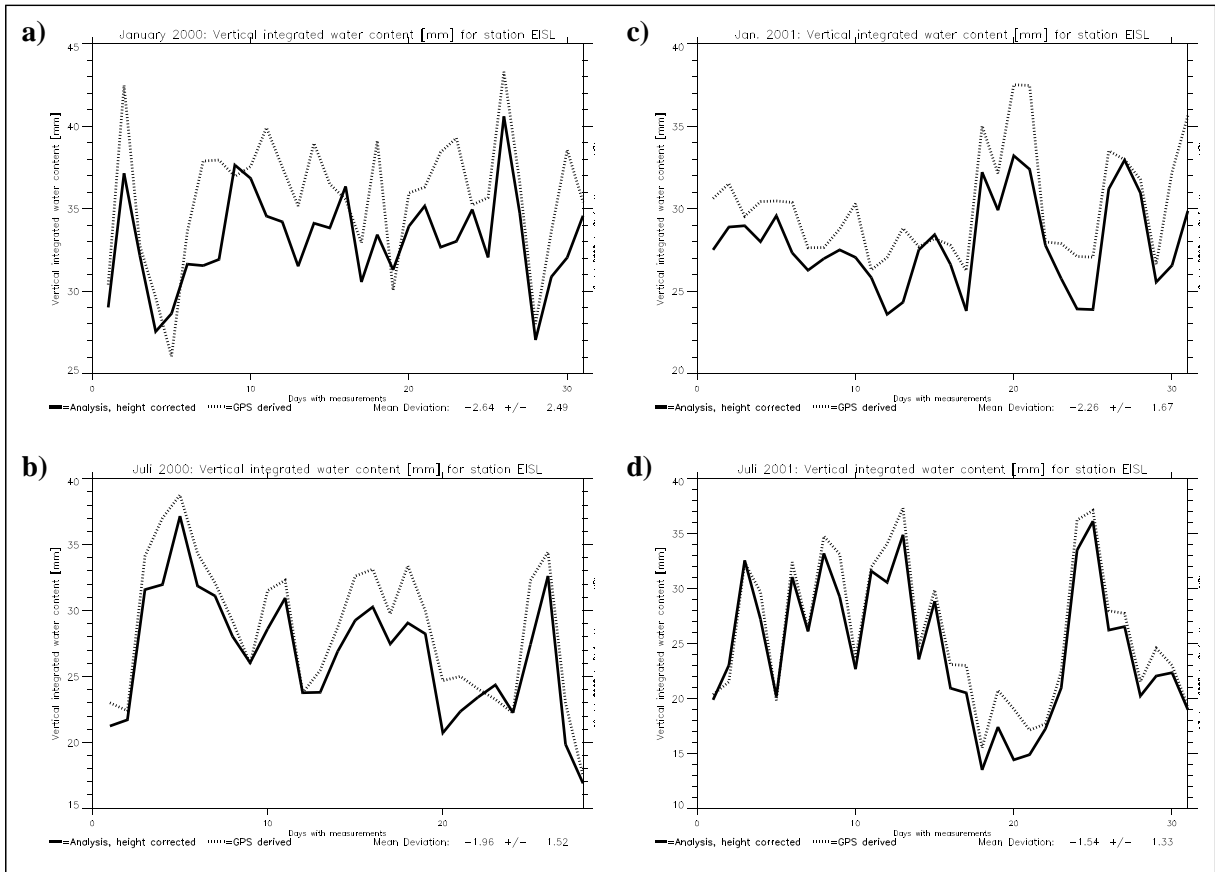 a)
January 2000: Vertical integrated water content [mm] for station EISL
Vertical integrated water content [mm]
45
40
35
30
25
0
10
20
30
Days with measurements
=Analysis, height corrected =GPS derived Mean Deviation: −2.64 +/− 2.49
c)
Jan. 2001: Vertical integrated water content [mm] for station EISL
Vertical integrated water content [mm]
40
35
30
25
20
0
10
20
30
Days with measurements
=Analysis, height corrected =GPS derived Mean Deviation: −2.26 +/− 1.67
b)
Juli 2000: Vertical integrated water content [mm] for station EISL
Vertical integrated water content [mm]
40
35
30
25
20
15
0
10
20
Days with measurements
=Analysis, height corrected =GPS derived Mean Deviation: −1.96 +/− 1.52
d)
Juli 2001: Vertical integrated water content [mm] for station EISL
Vertical integrated water content [mm]
40
35
30
25
20
15
10
0
10
20
30
Days with measurements
=Analysis, height corrected =GPS derived Mean Deviation: −1.54 +/− 1.33